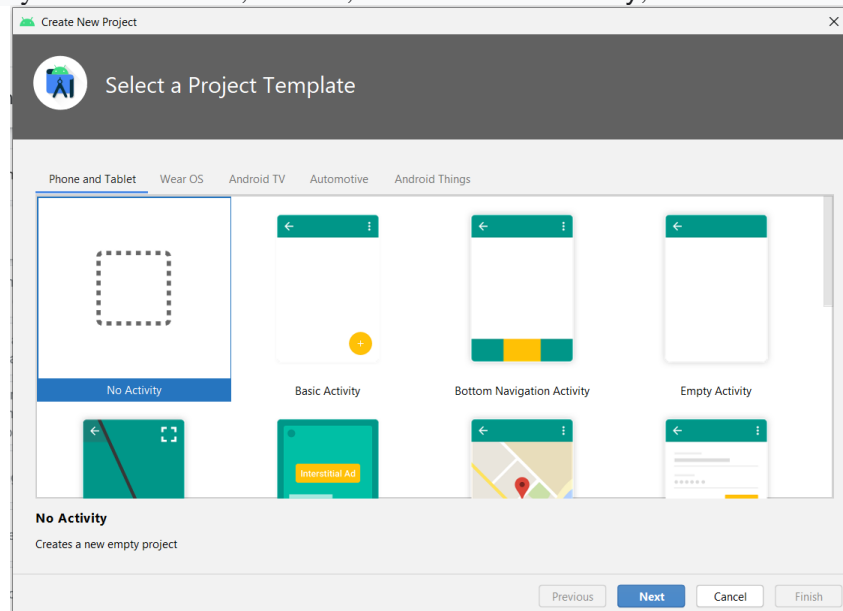 Create New Project
Select a Project Template
Phone and Tablet Wear OS Android TV Automotive Android Things
No Activity Basic Activity Bottom Navigation Activity Empty Activity
Interstitial Ad
No Activity
Creates a new empty project
Previous Next Cancel Finish